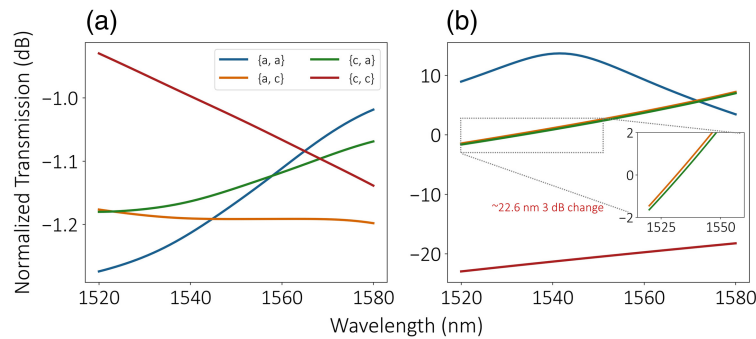 (a)
(b)
Normalized Transmission (dB)
{a, a}
{c, a}
{a, c}
{c, c}
−1.0
−1.1
−1.2
1520
1540
1560
1580
10
0
−10
−20
2
0
−2
1525
1550
~22.6 nm 3 dB change
1520
1540
1560
1580
Wavelength (nm)